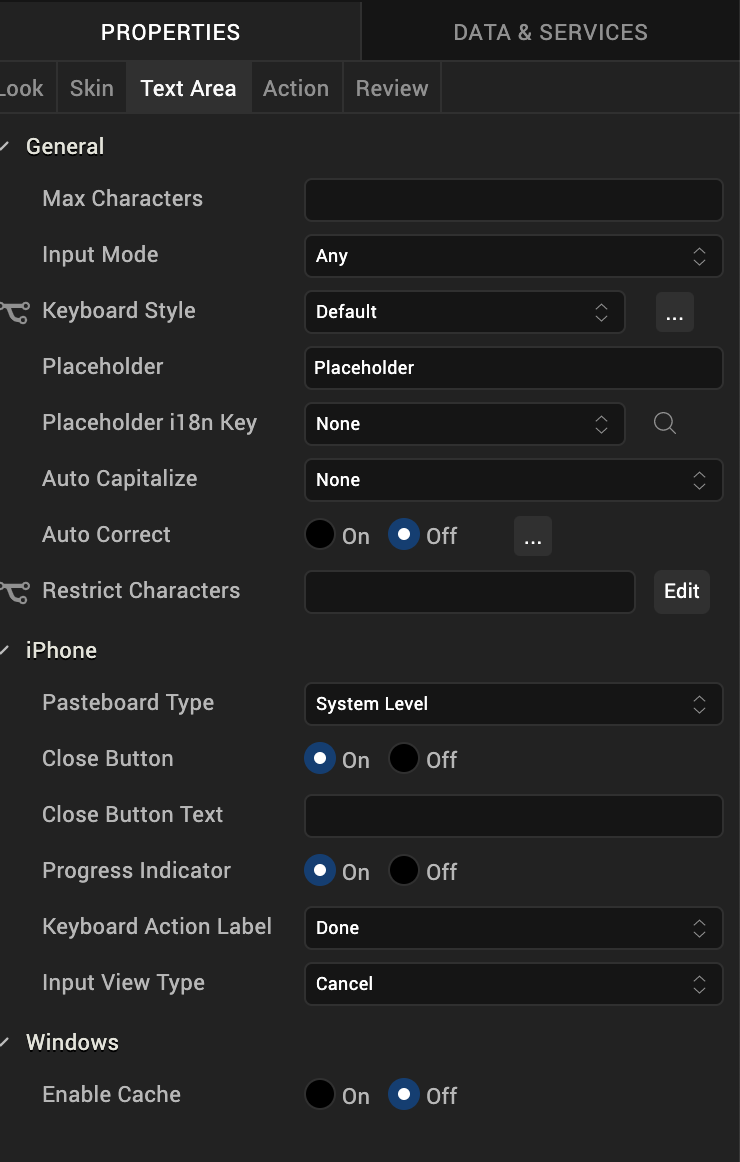 PROPERTIES DATA & SERVICES
Look Skin Text Area Action Review
General
Max Characters
Input Mode Any
Keyboard Style Default ...
Placeholder Placeholder
Placeholder i18n Key None
Auto Capitalize None
Auto Correct On Off ...
Restrict Characters Edit
iPhone
Pasteboard Type System Level
Close Button On Off
Close Button Text
Progress Indicator On Off
Keyboard Action Label Done
Input View Type Cancel
Windows
Enable Cache On Off